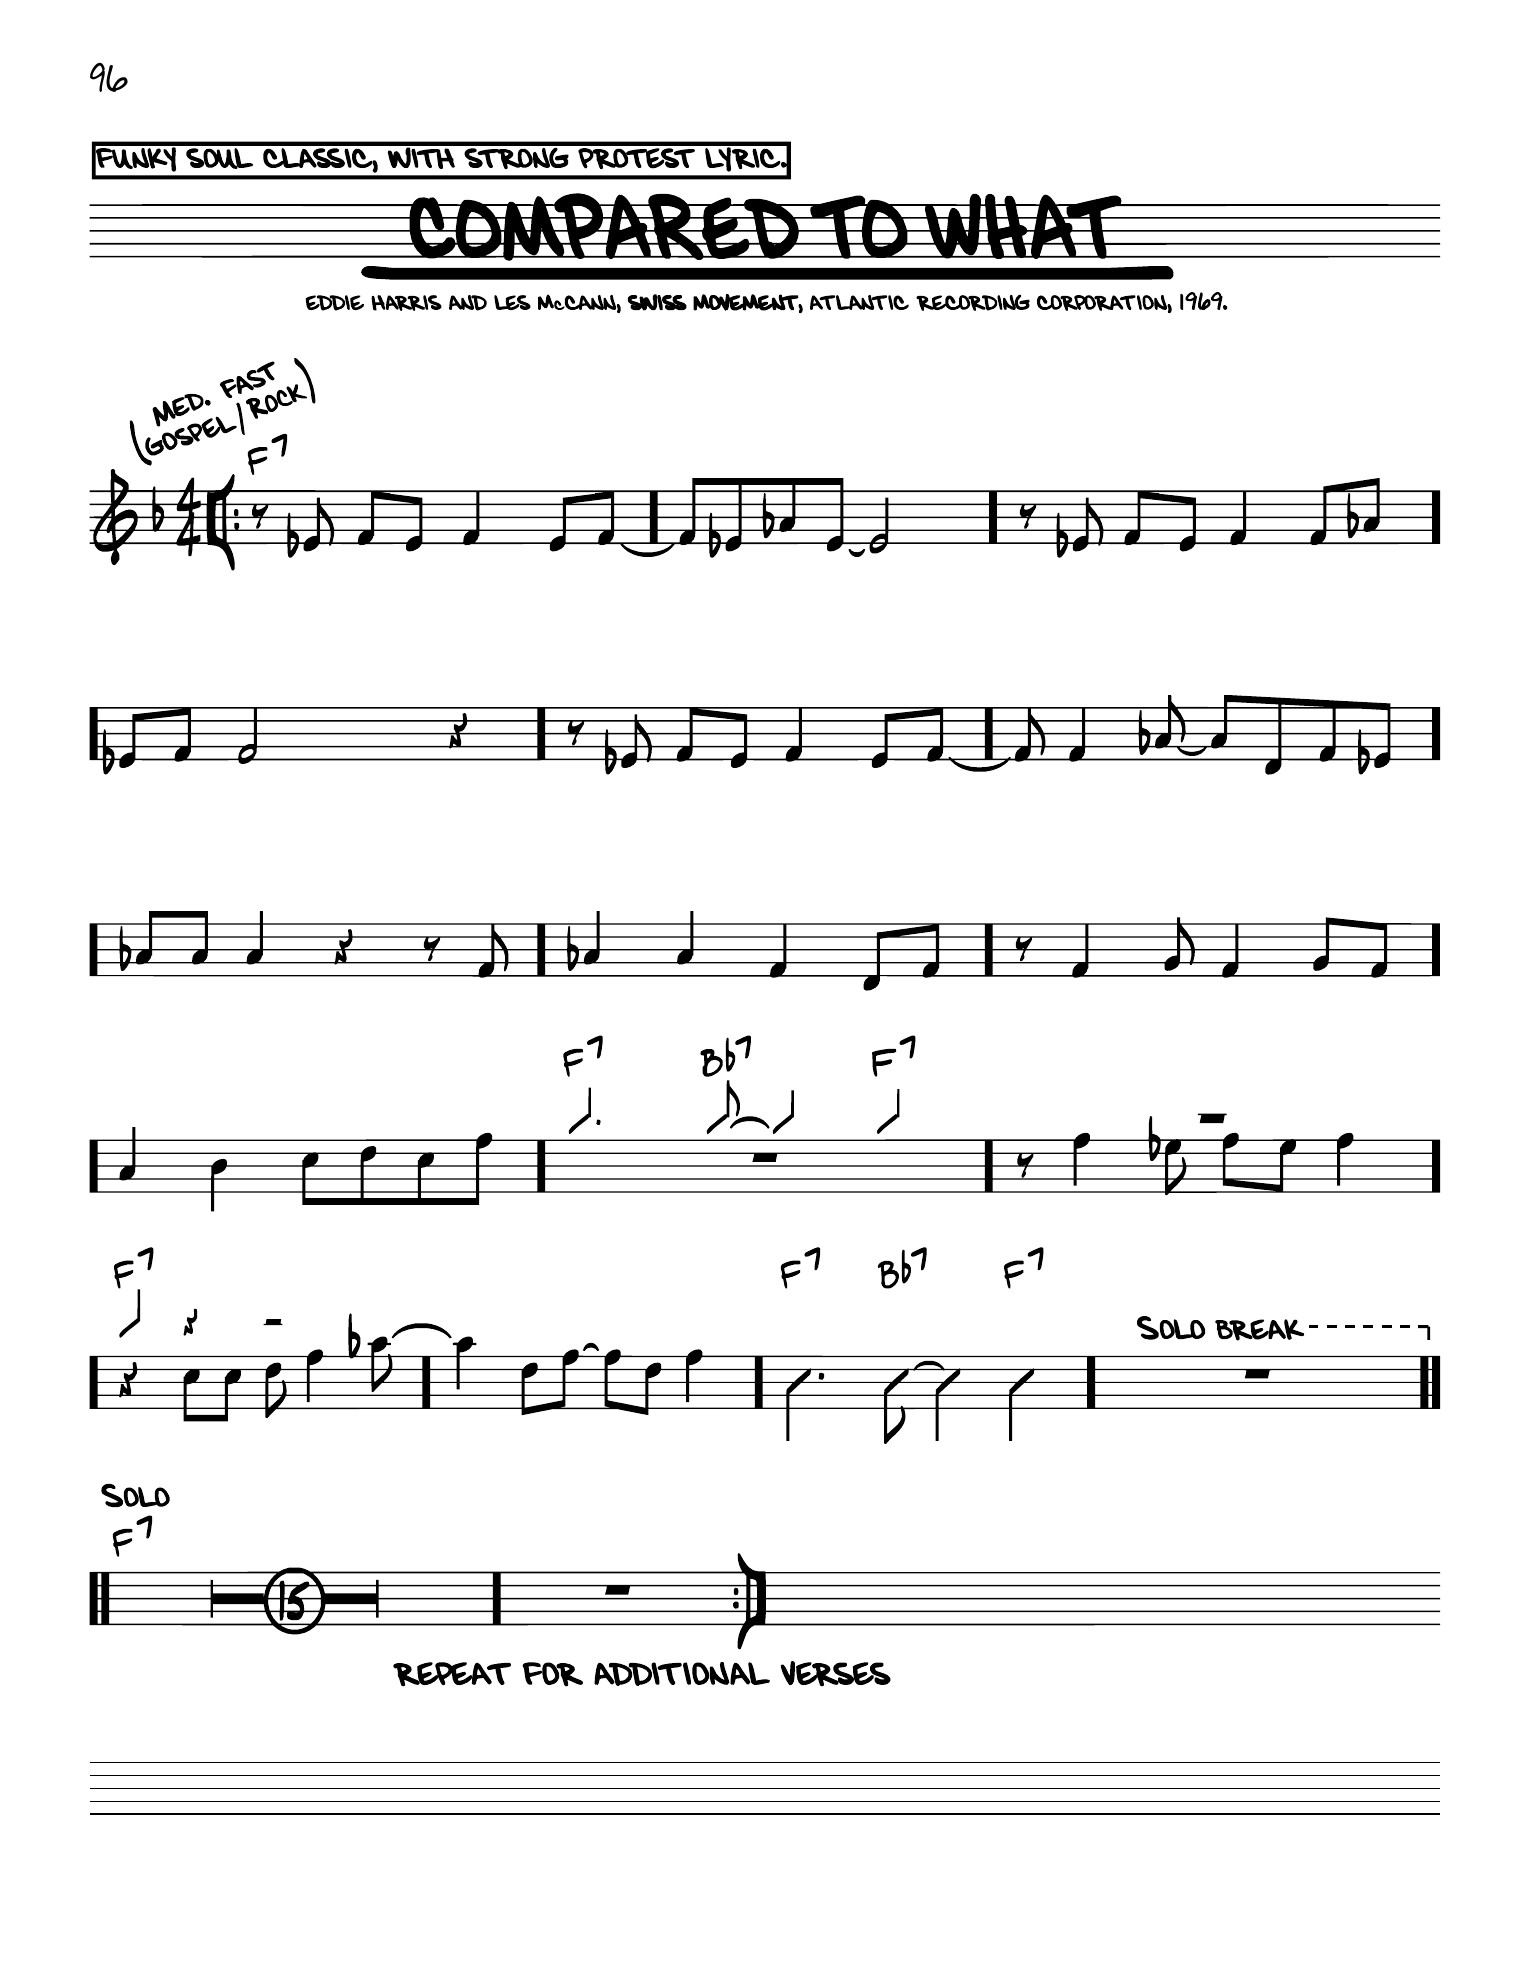 96
FUNKY SOUL CLASSIC, WITH STRONG PROTEST LYRIC.
COMPARED TO WHAT
EDDIE HARRIS AND LES McCANN, SWISS MOVEMENT, ATLANTIC RECORDING CORPORATION, 1969.
(MED. FAST
GOSPEL/ROCK)
F7
4
4
F7 Bb7 F7
F7 F7 Bb7 F7
SOLO BREAK
SOLO
F7
15
REPEAT FOR ADDITIONAL VERSES